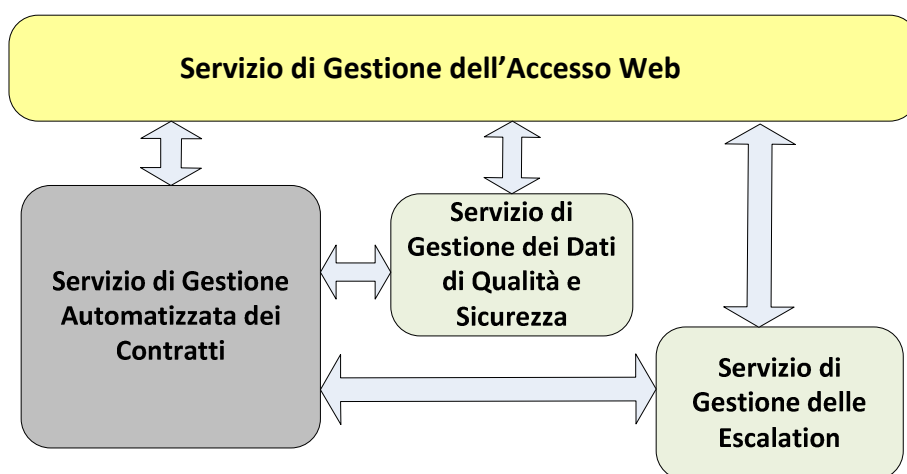 Servizio di Gestione dell’Accesso Web
Servizio di Gestione
Automatizzata dei
Contratti
Servizio di
Gestione dei Dati
di Qualità e
Sicurezza
Servizio di
Gestione delle
Escalation